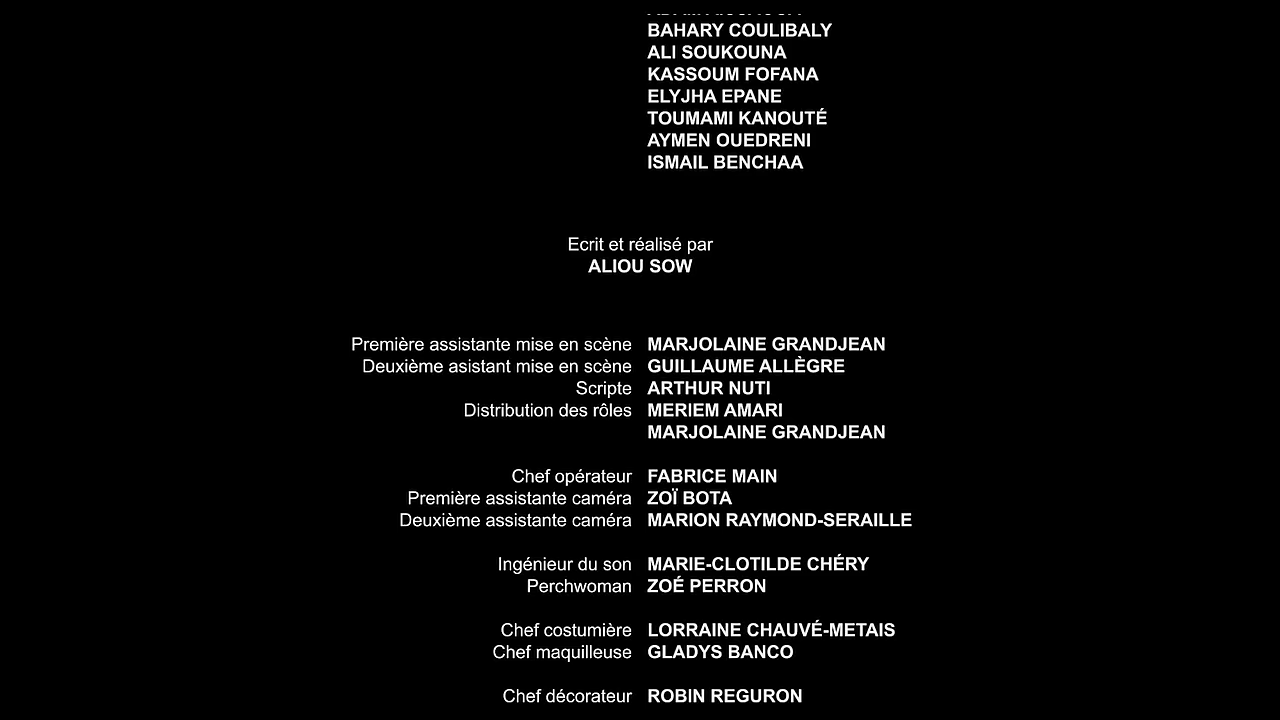 BAHARY COULIBALY
ALI SOUKOUNA
KASSOUM FOFANA
ELYJHA EPANE
TOUMAMI KANOUTÉ
AYMEN OUEDRENI
ISMAIL BENCHAA
Ecrit et réalisé par
ALIOU SOW
Première assistante mise en scène MARJOLAINE GRANDJEAN
Deuxième asistant mise en scène GUILLAUME ALLÈGRE
Scripte ARTHUR NUTI
Distribution des rôles MERIEM AMARI
MARJOLAINE GRANDJEAN
Chef opérateur FABRICE MAIN
Première assistante caméra ZOÏ BOTA
Deuxième assistante caméra MARION RAYMOND-SERAILLE
Ingénieur du son MARIE-CLOTILDE CHÉRY
Perchwoman ZOÉ PERRON
Chef costumière LORRAINE CHAUVÉ-METAIS
Chef maquilleuse GLADYS BANCO
Chef décorateur ROBIN REGURON